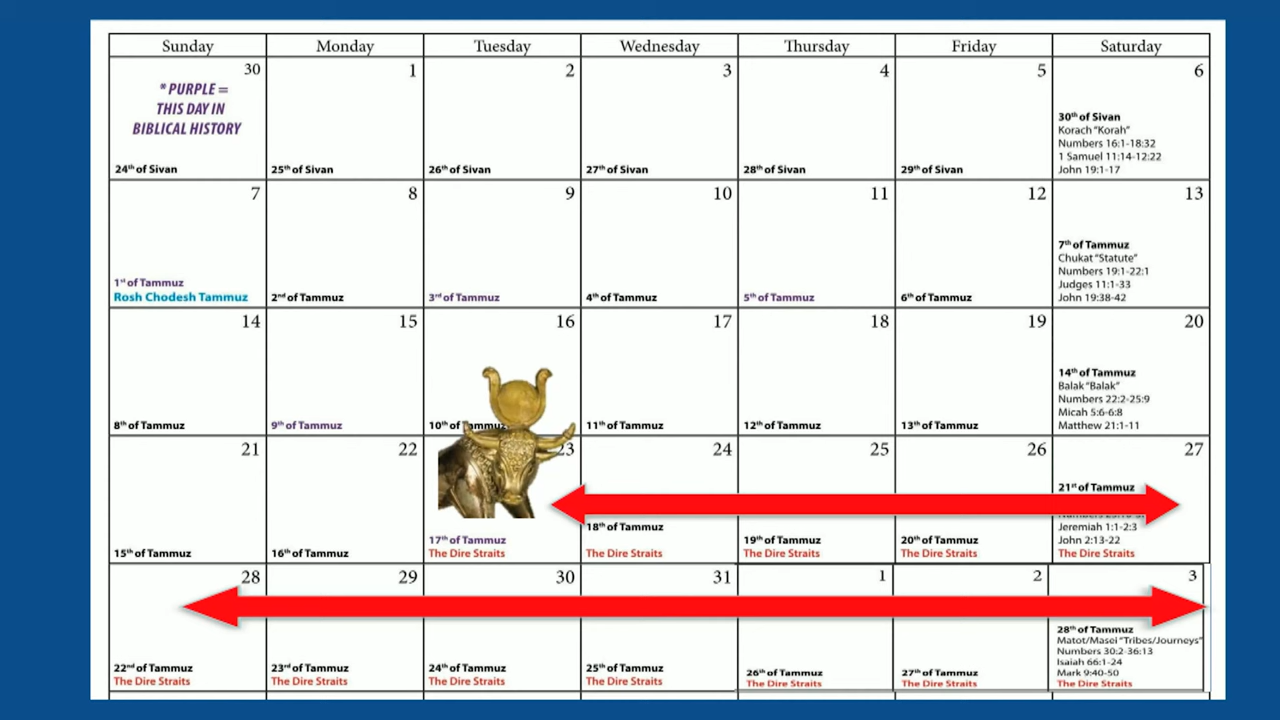 Sunday Monday Tuesday Wednesday Thursday Friday Saturday
30
* PURPLE =
THIS DAY IN
BIBLICAL HISTORY
24th of Sivan
1
25th of Sivan
2
26th of Sivan
3
27th of Sivan
4
28th of Sivan
5
29th of Sivan
6
30th of Sivan
Korach "Korah"
Numbers 16:1-18:32
1 Samuel 11:14-12:22
John 19:1-17
7
1st of Tammuz
Rosh Chodesh Tammuz
8
2nd of Tammuz
9
3rd of Tammuz
10
4th of Tammuz
11
5th of Tammuz
12
6th of Tammuz
13
7th of Tammuz
Chukat "Statute"
Numbers 19:1-22:1
Judges 11:1-33
John 19:38-42
14
8th of Tammuz
15
9th of Tammuz
16
10th of Tammuz
17
11th of Tammuz
18
12th of Tammuz
19
13th of Tammuz
20
14th of Tammuz
Balak "Balak"
Numbers 22:2-25:9
Micah 5:6-6:8
Matthew 21:1-11
21
15th of Tammuz
22
16th of Tammuz
23
17th of Tammuz
The Dire Straits
24
18th of Tammuz
The Dire Straits
25
19th of Tammuz
The Dire Straits
26
20th of Tammuz
The Dire Straits
27
21st of Tammuz
Jeremiah 1:1-2:3
John 2:13-22
The Dire Straits
28
22nd of Tammuz
The Dire Straits
29
23rd of Tammuz
The Dire Straits
30
24th of Tammuz
The Dire Straits
31
25th of Tammuz
The Dire Straits
1
26th of Tammuz
The Dire Straits
2
27th of Tammuz
The Dire Straits
3
28th of Tammuz
Matot/Masei "Tribes/Journeys"
Numbers 30:2-36:13
Isaiah 66:1-24
Mark 9:40-50
The Dire Straits